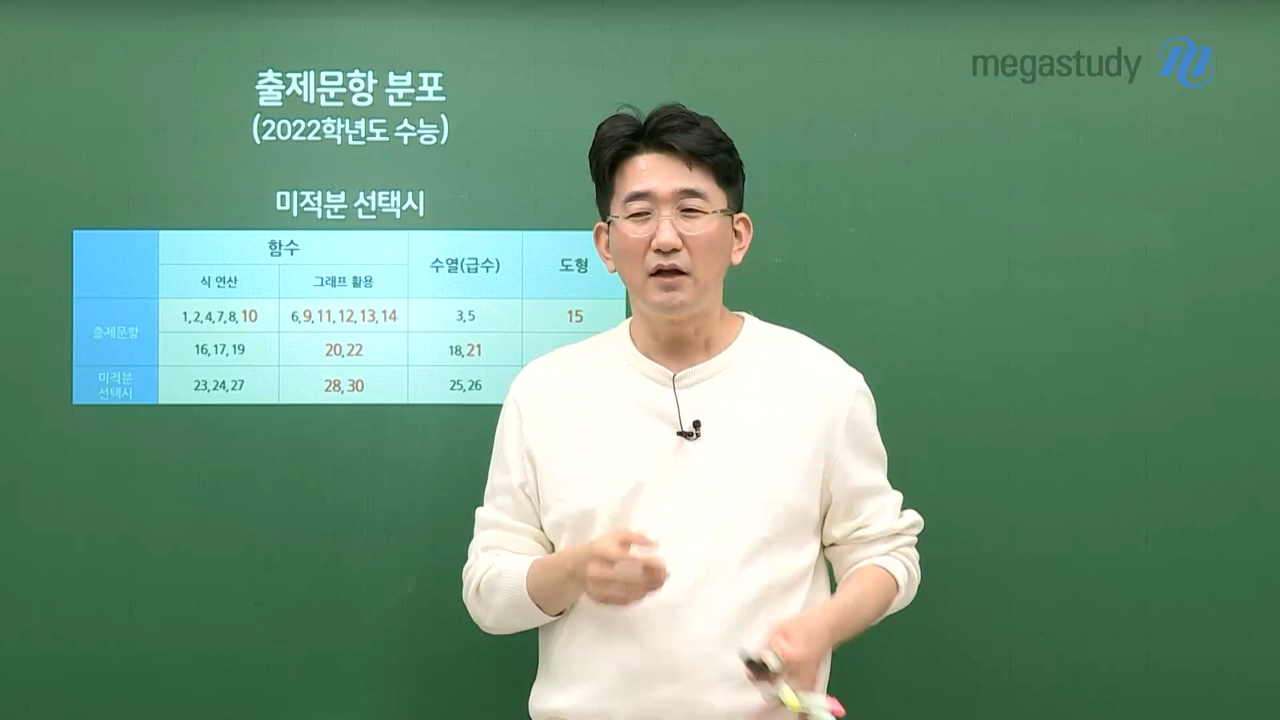 megastudy
출제문항 분포
(2022학년도 수능)
미적분 선택시
함수 수열(급수) 도형
식 연산 그래프 활용
출제문항 1,2,4,7,8,10 6,9,11,12,13,14 3,5 15
16,17,19 20,22 18,21
미적분 선택시 23,24,27 28,30 25,26